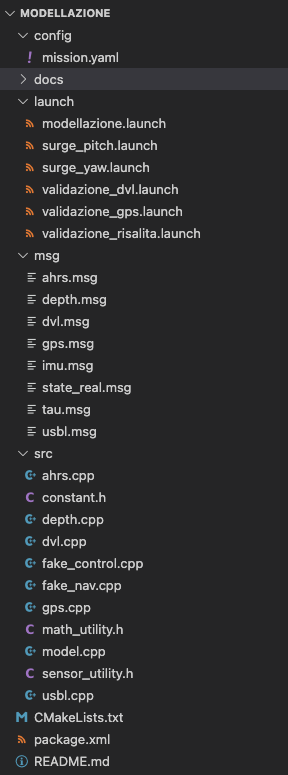 MODELLAZIONE
config
mission.yaml
docs
launch
modellazione.launch
surge_pitch.launch
surge_yaw.launch
validazione_dvl.launch
validazione_gps.launch
validazione_risalita.launch
msg
ahrs.msg
depth.msg
dvl.msg
gps.msg
imu.msg
state_real.msg
tau.msg
usbl.msg
src
ahrs.cpp
C constant.h
depth.cpp
dvl.cpp
fake_control.cpp
fake_nav.cpp
gps.cpp
C math_utility.h
model.cpp
C sensor_utility.h
usbl.cpp
M CMakeLists.txt
package.xml
README.md